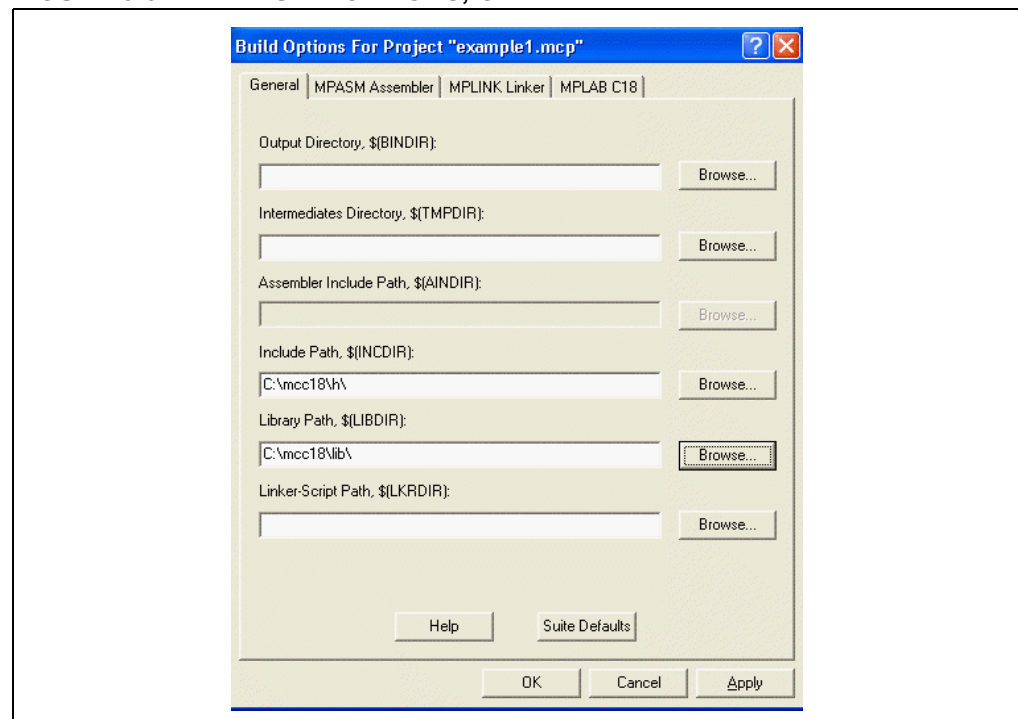 Build Options For Project "example1.mcp"
General MPASM Assembler MPLINK Linker MPLAB C18
Output Directory, $(BINDIR):
Browse...
Intermediates Directory, $(TMPDIR):
Browse...
Assembler Include Path, $(AINDIR):
Browse...
Include Path, $(INCDIR):
C:\mcc18\h\ Browse...
Library Path, $(LIBDIR):
C:\mcc18\lib\ Browse...
Linker-Script Path, $(LKRDIR):
Browse...
Help Suite Defaults
OK Cancel Apply